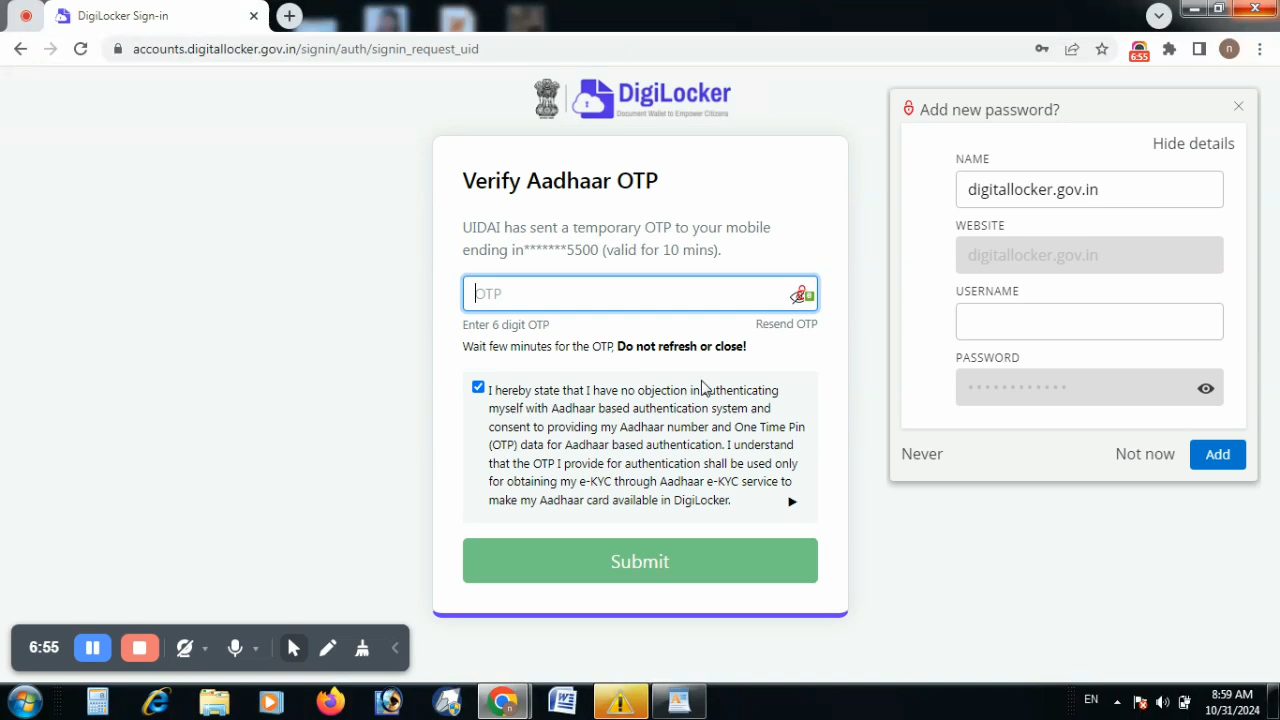 DigiLocker Sign-in
accounts.digitallocker.gov.in/signin/auth/signin_request_uid
6:55
n
DigiLocker
Document Wallet to Empower Citizens
Verify Aadhaar OTP
UIDAI has sent a temporary OTP to your mobile
ending in*******5500 (valid for 10 mins).
OTP
Enter 6 digit OTP
Resend OTP
Wait few minutes for the OTP, Do not refresh or close!
I hereby state that I have no objection in authenticating
myself with Aadhaar based authentication system and
consent to providing my Aadhaar number and One Time Pin
(OTP) data for Aadhaar based authentication. I understand
that the OTP I provide for authentication shall be used only
for obtaining my e-KYC through Aadhaar e-KYC service to
make my Aadhaar card available in DigiLocker.
Submit
Add new password?
Hide details
NAME
digitallocker.gov.in
WEBSITE
digitallocker.gov.in
USERNAME
PASSWORD
Never
Not now
Add
6:55
EN
8:59 AM
10/31/2024